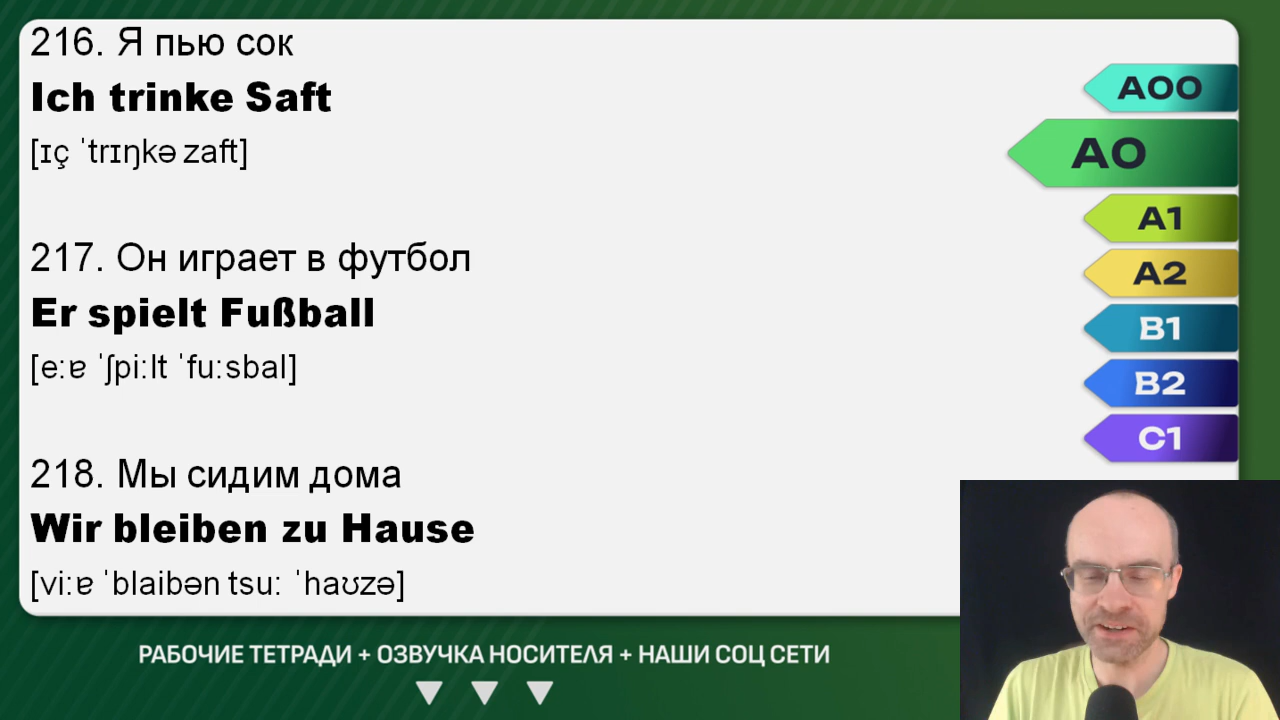 216. Я пью сок
Ich trinke Saft
[ɪç ˈtrɪŋkə zaft]
217. Он играет в футбол
Er spielt Fußball
[eːɐ ˈʃpiːlt ˈfuːsbal]
218. Мы сидим дома
Wir bleiben zu Hause
[viːɐ ˈblaibən tsuː ˈhaʊzə]
A00
A0
A1
A2
B1
B2
C1
РАБОЧИЕ ТЕТРАДИ + ОЗВУЧКА НОСИТЕЛЯ + НАШИ СОЦ СЕТИ